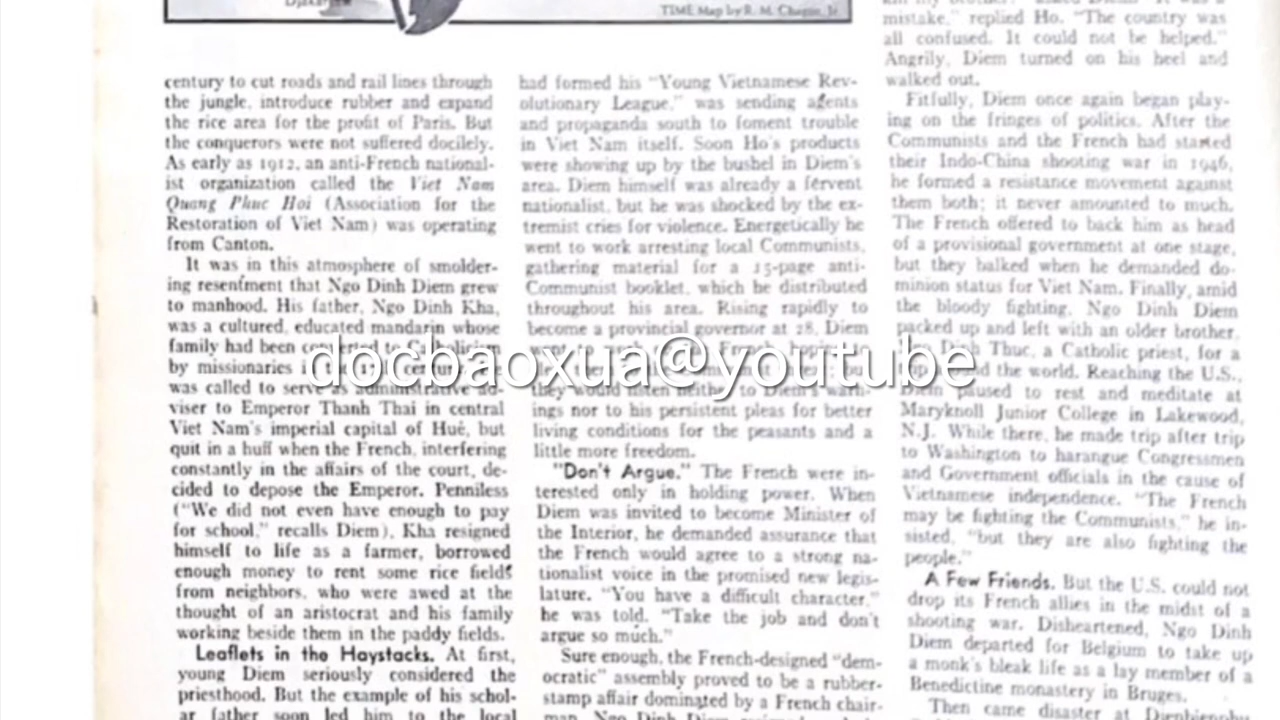 TIME Map by R. M. Chapin, Jr.
century to cut roads and rail lines through
the jungle, introduce rubber and expand
the rice area for the profit of Paris. But
the conquerors were not suffered docilely.
As early as 1912, an anti-French national-
ist organization called the Viet Nam
Quang Phuc Hoi (Association for the
Restoration of Viet Nam) was operating
from Canton.
It was in this atmosphere of smolder-
ing resentment that Ngo Dinh Diem grew
to manhood. His father, Ngo Dinh Kha,
was a cultured, educated mandarin whose
family had been converted to Catholicism
by missionaries in
was called to serve as administrative ad-
viser to Emperor Thanh Thai in central
Viet Nam's imperial capital of Huê, but
quit in a huff when the French, interfering
constantly in the affairs of the court, de-
cided to depose the Emperor. Penniless
("We did not even have enough to pay
for school," recalls Diem), Kha resigned
himself to life as a farmer, borrowed
enough money to rent some rice fields
from neighbors, who were awed at the
thought of an aristocrat and his family
working beside them in the paddy fields.
Leaflets in the Haystacks. At first,
young Diem seriously considered the
priesthood. But the example of his schol-
ar father soon led him to the local
had formed his "Young Vietnamese Rev-
olutionary League," was sending agents
and propaganda south to foment trouble
in Viet Nam itself. Soon Ho's products
were showing up by the bushel in Diem's
area. Diem himself was already a fervent
nationalist, but he was shocked by the ex-
tremist cries for violence. Energetically he
went to work arresting local Communists,
gathering material for a 15-page anti-
Communist booklet, which he distributed
throughout his area. Rising rapidly to
become a provincial governor at 28, Diem
went to French
they would listen neither to Diem's warn-
ings nor to his persistent pleas for better
living conditions for the peasants and a
little more freedom.
"Don't Argue." The French were in-
terested only in holding power. When
Diem was invited to become Minister of
the Interior, he demanded assurance that
the French would agree to a strong na-
tionalist voice in the promised new legis-
lature. "You have a difficult character,"
he was told. "Take the job and don't
argue so much."
Sure enough, the French-designed "dem-
ocratic" assembly proved to be a rubber-
stamp affair dominated by a French chair-
man. Ngo Dinh Diem
mistake," replied Ho. "The country was
all confused. It could not be helped."
Angrily, Diem turned on his heel and
walked out.
Fitfully, Diem once again began play-
ing on the fringes of politics. After the
Communists and the French had started
their Indo-China shooting war in 1946,
he formed a resistance movement against
them both; it never amounted to much.
The French offered to back him as head
of a provisional government at one stage,
but they balked when he demanded do-
minion status for Viet Nam. Finally, amid
the bloody fighting, Ngo Dinh Diem
packed up and left with an older brother,
Dinh Thuc, a Catholic priest, for a
the world. Reaching the U.S.,
Diem paused to rest and meditate at
Maryknoll Junior College in Lakewood,
N.J. While there, he made trip after trip
to Washington to harangue Congressmen
and Government officials in the cause of
Vietnamese independence. "The French
may be fighting the Communists," he in-
sisted, "but they are also fighting the
people."
A Few Friends. But the U.S. could not
drop its French allies in the midst of a
shooting war. Disheartened, Ngo Dinh
Diem departed for Belgium to take up
a monk's bleak life as a lay member of a
Benedictine monastery in Bruges.
Then came disaster at Dienbienphu
docbaoxua@youtube